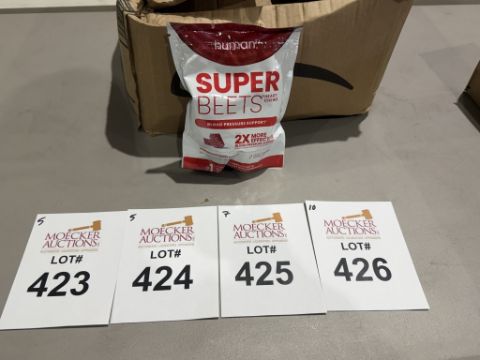 humann
SUPER
BEETS
HEART
CHEWS
BLOOD PRESSURE SUPPORT
2X MORE
EFFECTIVE
5
MOECKER
AUCTIONS
LOT#
423
5
MOECKER
AUCTIONS
LOT#
424
7
MOECKER
AUCTIONS
LOT#
425
10
MOECKER
AUCTIONS
LOT#
426